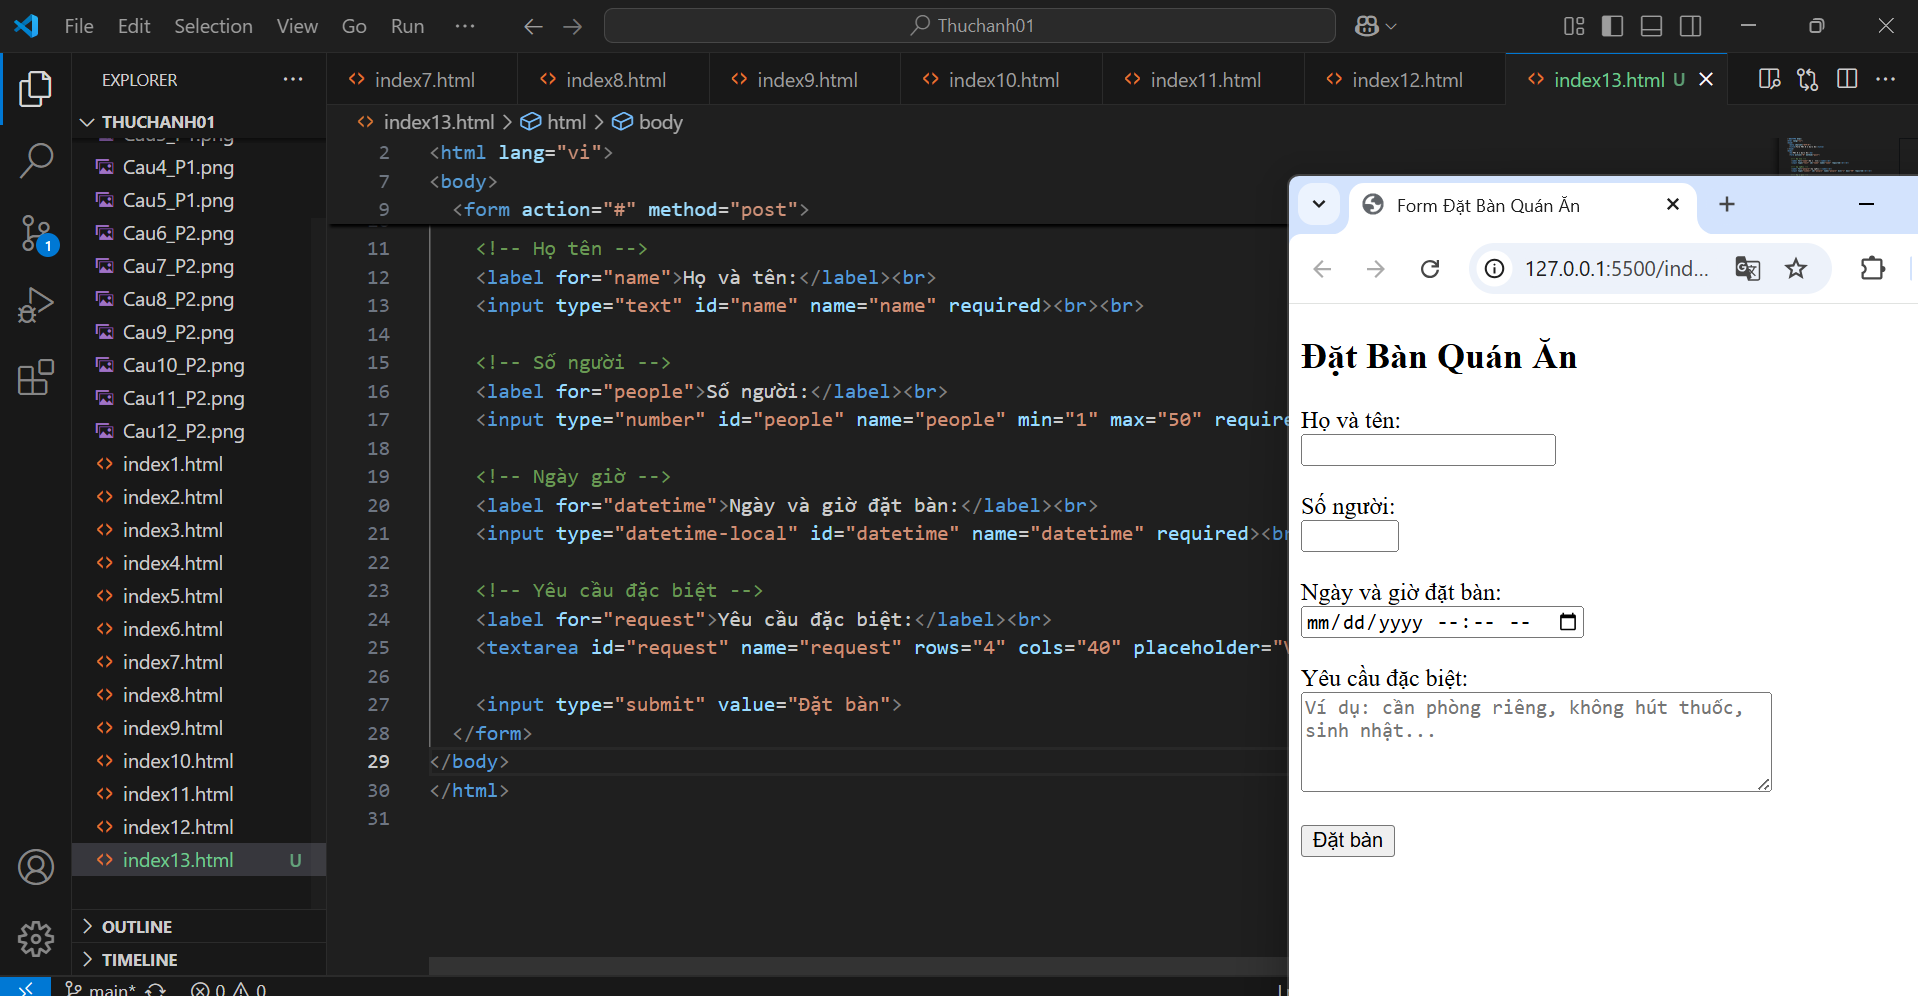 File Edit Selection View Go Run ... Thuchanh01
EXPLORER ...
THUCHANH01
Cau4_P1.png
Cau5_P1.png
Cau6_P2.png
Cau7_P2.png
Cau8_P2.png
Cau9_P2.png
Cau10_P2.png
Cau11_P2.png
Cau12_P2.png
index1.html
index2.html
index3.html
index4.html
index5.html
index6.html
index7.html
index8.html
index9.html
index10.html
index11.html
index12.html
index13.html U
OUTLINE
TIMELINE
1
main* 0 0
index7.html index8.html index9.html index10.html index11.html index12.html index13.html U
index13.html > html > body
2 <html lang="vi">
7 <body>
9 <form action="#" method="post">
11 <!-- Họ tên -->
12 <label for="name">Họ và tên:</label><br>
13 <input type="text" id="name" name="name" required><br><br>
14
15 <!-- Số người -->
16 <label for="people">Số người:</label><br>
17 <input type="number" id="people" name="people" min="1" max="50" require
18
19 <!-- Ngày giờ -->
20 <label for="datetime">Ngày và giờ đặt bàn:</label><br>
21 <input type="datetime-local" id="datetime" name="datetime" required><br
22
23 <!-- Yêu cầu đặc biệt -->
24 <label for="request">Yêu cầu đặc biệt:</label><br>
25 <textarea id="request" name="request" rows="4" cols="40" placeholder="
26
27 <input type="submit" value="Đặt bàn">
28 </form>
29 </body>
30 </html>
31
Form Đặt Bàn Quán Ăn
127.0.0.1:5500/ind...
Đặt Bàn Quán Ăn
Họ và tên:
Số người:
Ngày và giờ đặt bàn:
mm/dd/yyyy --:-- --
Yêu cầu đặc biệt:
Ví dụ: cần phòng riêng, không hút thuốc,
sinh nhật...
Đặt bàn